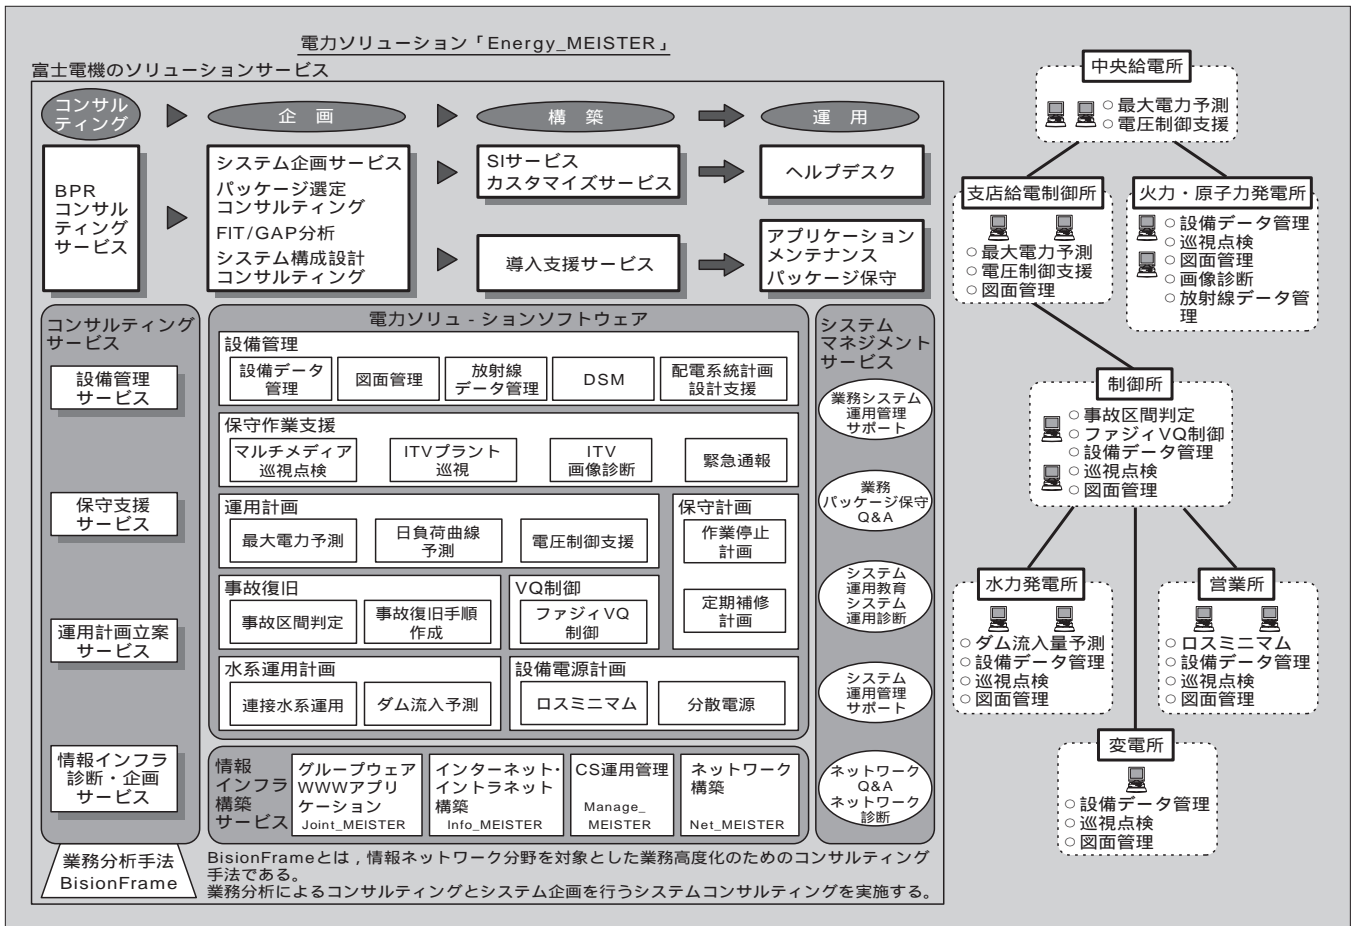 電力ソリューション「Energy_MEISTER」
富士電機のソリューションサービス
コンサル
ティング
企 画
構 築
運 用
BPR
コンサル
ティング
サービス
システム企画サービス
パッケージ選定
コンサルティング
FIT/GAP分析
システム構成設計
コンサルティング
SIサービス
カスタマイズサービス
導入支援サービス
ヘルプデスク
アプリケーション
メンテナンス
パッケージ保守
コンサルティング
サービス
設備管理
サービス
保守支援
サービス
運用計画立案
サービス
情報インフラ
診断・企画
サービス
業務分析手法
BisionFrame
電力ソリュ-ションソフトウェア
設備管理
設備データ
管理
図面管理
放射線
データ管理
DSM
配電系統計画
設計支援
保守作業支援
マルチメディア
巡視点検
ITVプラント
巡視
ITV
画像診断
緊急通報
運用計画
最大電力予測
日負荷曲線
予測
電圧制御支援
保守計画
作業停止
計画
定期補修
計画
事故復旧
事故区間判定
事故復旧手順
作成
VQ制御
ファジィVQ
制御
水系運用計画
連接水系運用
ダム流入予測
設備電源計画
ロスミニマム
分散電源
情報
インフラ
構築
サービス
グループウェア
WWWアプリ
ケーション
Joint_MEISTER
インターネット・
イントラネット
構築
Info_MEISTER
CS運用管理
Manage_
MEISTER
ネットワーク
構築
Net_MEISTER
システム
マネジメント
サービス
業務システム
運用管理
サポート
業務
パッケージ保守
Q&A
システム
運用教育
システム
運用診断
システム
運用管理
サポート
ネットワーク
Q&A
ネットワーク
診断
BisionFrameとは，情報ネットワーク分野を対象とした業務高度化のためのコンサルティング
手法である。
業務分析によるコンサルティングとシステム企画を行うシステムコンサルティングを実施する。
中央給電所
○最大電力予測
○電圧制御支援
支店給電制御所
○最大電力予測
○電圧制御支援
○図面管理
火力・原子力発電所
○設備データ管理
○巡視点検
○図面管理
○画像診断
○放射線データ管
理
制御所
○事故区間判定
○ファジィVQ制御
○設備データ管理
○巡視点検
○図面管理
水力発電所
○ダム流入量予測
○設備データ管理
○巡視点検
○図面管理
営業所
○ロスミニマム
○設備データ管理
○巡視点検
○図面管理
変電所
○設備データ管理
○巡視点検
○図面管理